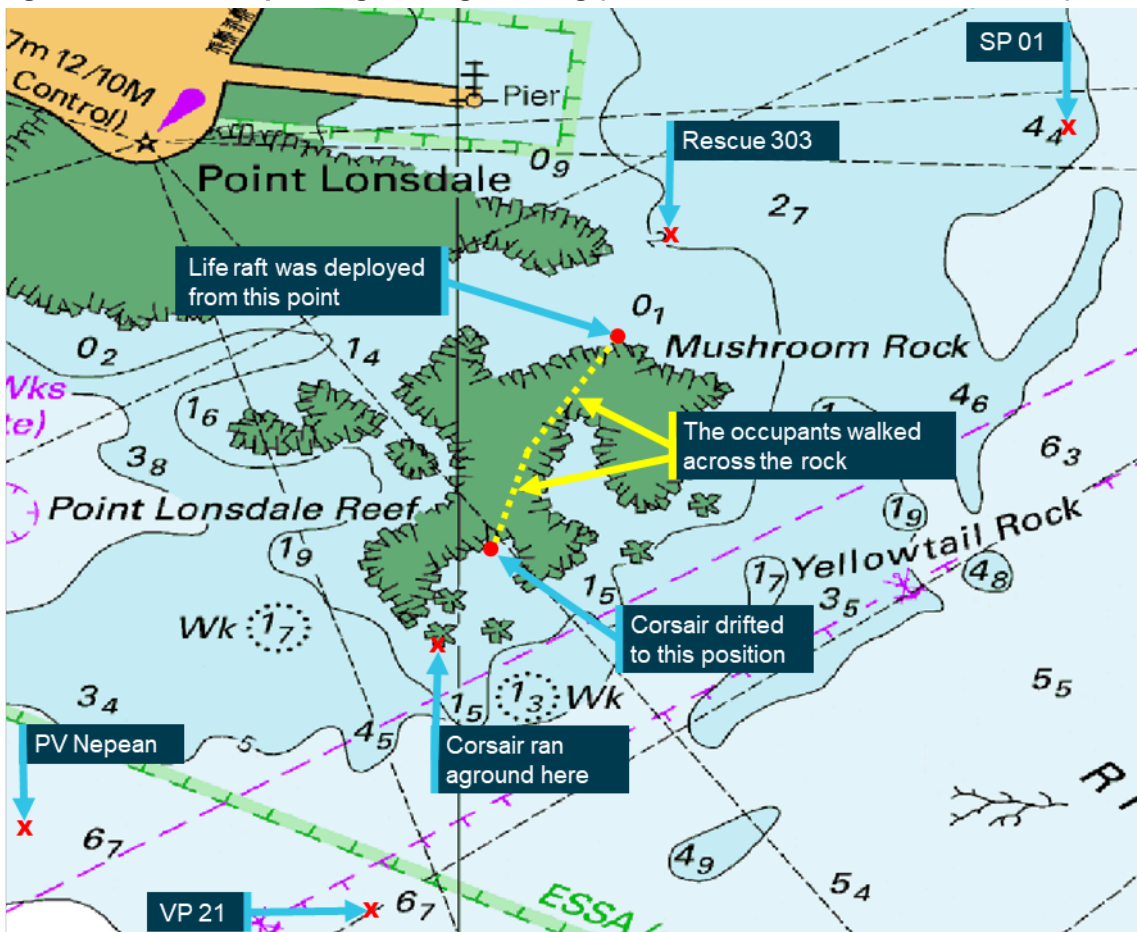 SP 01
7m 12/10M
Control)
Pier
4₄
Rescue 303
0₉
Point Lonsdale
2₇
Life raft was deployed
from this point
0₁
0₂
1₄
Mushroom Rock
Wks
te)
1₆
4₆
The occupants walked
across the rock
6₃
3₈
Point Lonsdale Reef
1₉
1₉
Yellowtail Rock
1₇
4₈
3₅
1₅
Wk
1₇
Corsair drifted
to this position
5₅
3₄
1₅
1₃
Wk
PV Nepean
5
4₅
Corsair ran
aground here
R
6₇
4₉
5₄
VP 21
6₇
ESSA